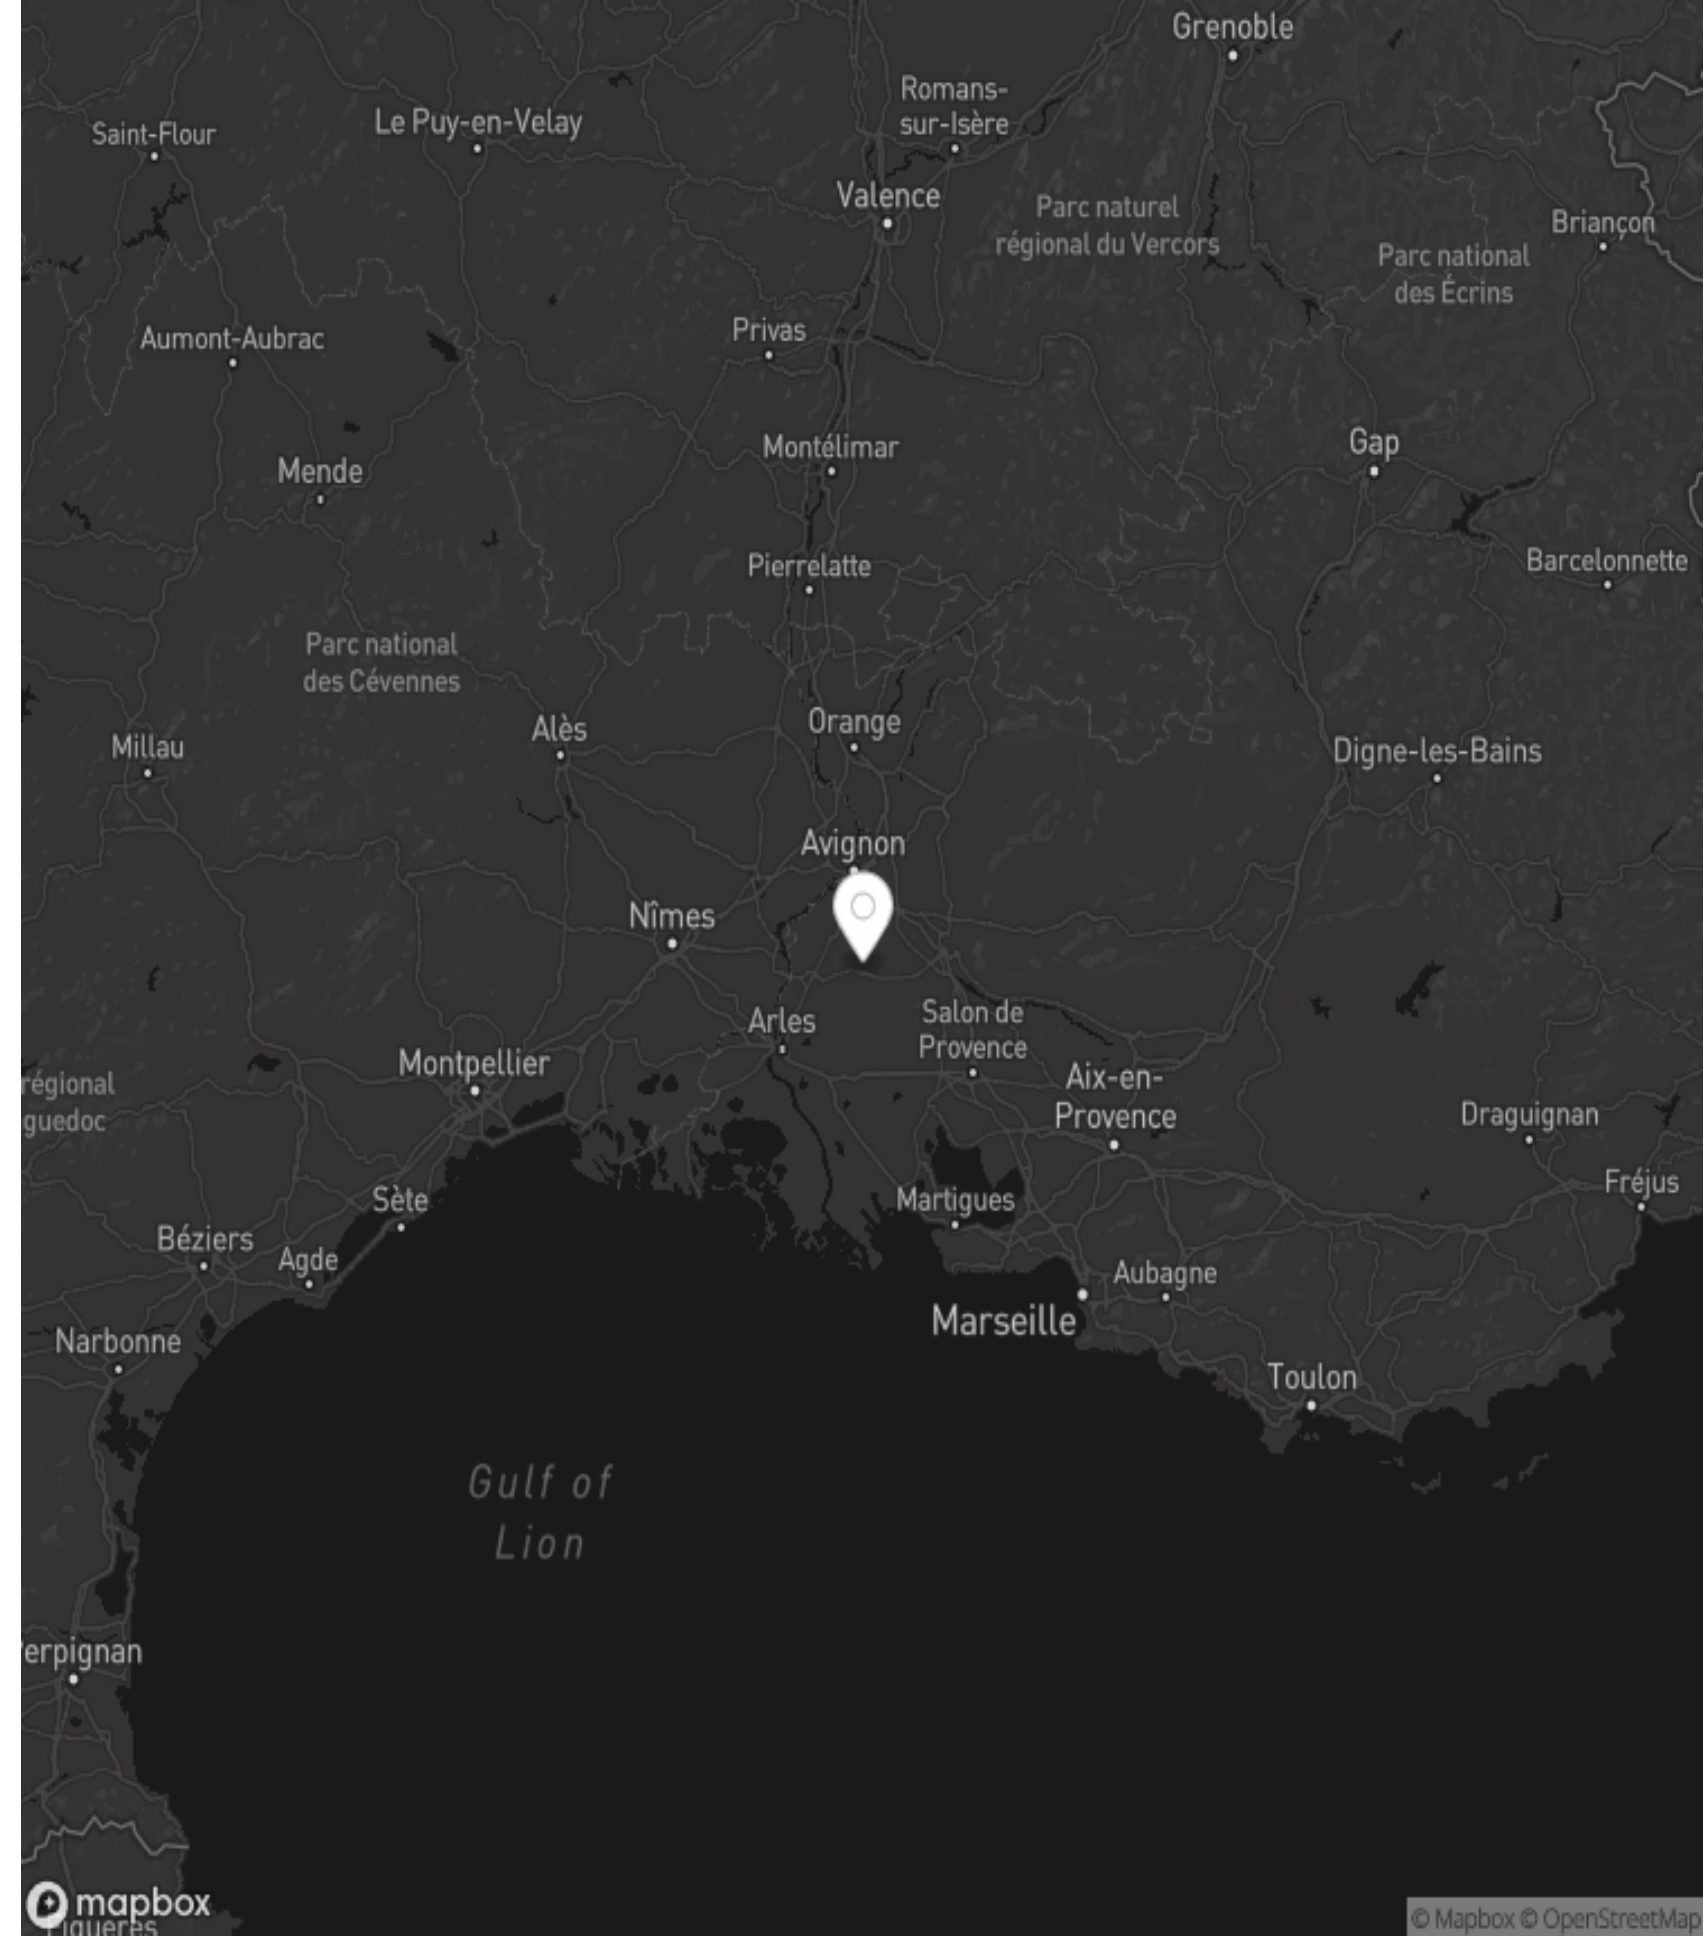 Grenoble
Romans-
sur-Isère
Le Puy-en-Velay
Saint-Flour
Valence
Parc naturel
régional du Vercors
Briançon
Parc national
des Écrins
Privas
Aumont-Aubrac
Montélimar
Gap
Mende
Pierrelatte
Barcelonnette
Parc national
des Cévennes
Orange
Alès
Millau
Digne-les-Bains
Avignon
Nîmes
Salon de
Provence
Arles
Montpellier
Aix-en-
Provence
régional
guedoc
Draguignan
Fréjus
Sète
Martigues
Béziers
Agde
Aubagne
Marseille
Narbonne
Toulon
Gulf of
Lion
erpignan
mapbox
Figueres
© Mapbox © OpenStreetMap